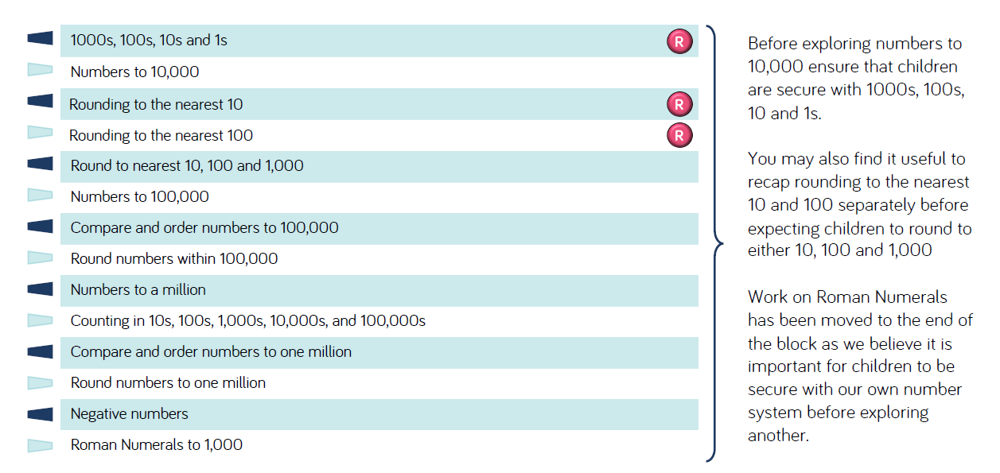 1000s, 100s, 10s and 1s
R
Numbers to 10,000
Rounding to the nearest 10
R
Rounding to the nearest 100
R
Round to nearest 10, 100 and 1,000
Numbers to 100,000
Compare and order numbers to 100,000
Round numbers within 100,000
Numbers to a million
Counting in 10s, 100s, 1,000s, 10,000s, and 100,000s
Compare and order numbers to one million
Round numbers to one million
Negative numbers
Roman Numerals to 1,000
Before exploring numbers to
10,000 ensure that children
are secure with 1000s, 100s,
10 and 1s.
You may also find it useful to
recap rounding to the nearest
10 and 100 separately before
expecting children to round to
either 10, 100 and 1,000
Work on Roman Numerals
has been moved to the end of
the block as we believe it is
important for children to be
secure with our own number
system before exploring
another.